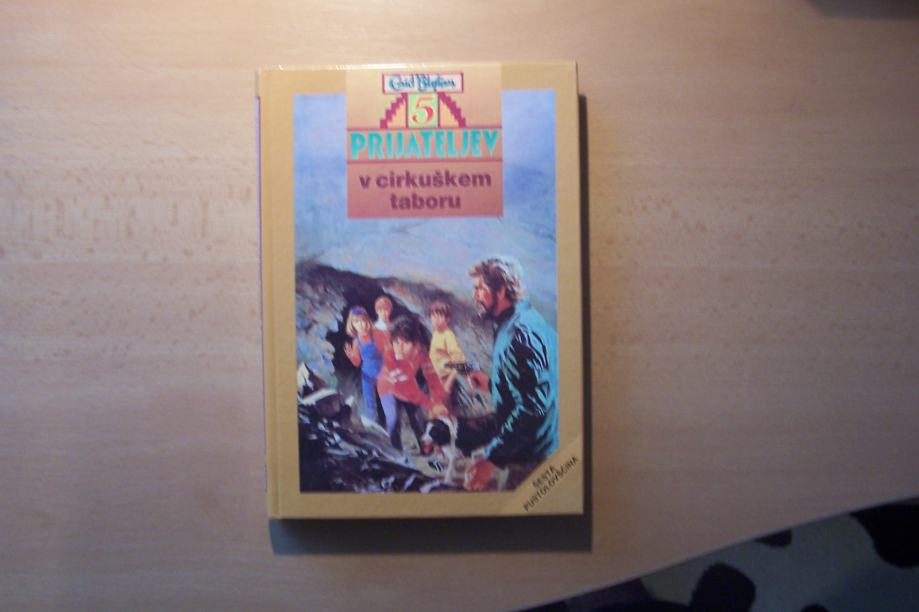 Enid Blyton
5
PRIJATELJEV
v cirkuškem
taboru
ŠESTA
PUSTOLOVŠČINA